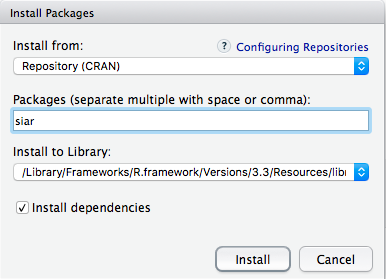 Install Packages
Install from:
? Configuring Repositories
Repository (CRAN)
Packages (separate multiple with space or comma):
siar
Install to Library:
/Library/Frameworks/R.framework/Versions/3.3/Resources/libr
Install dependencies
Install
Cancel